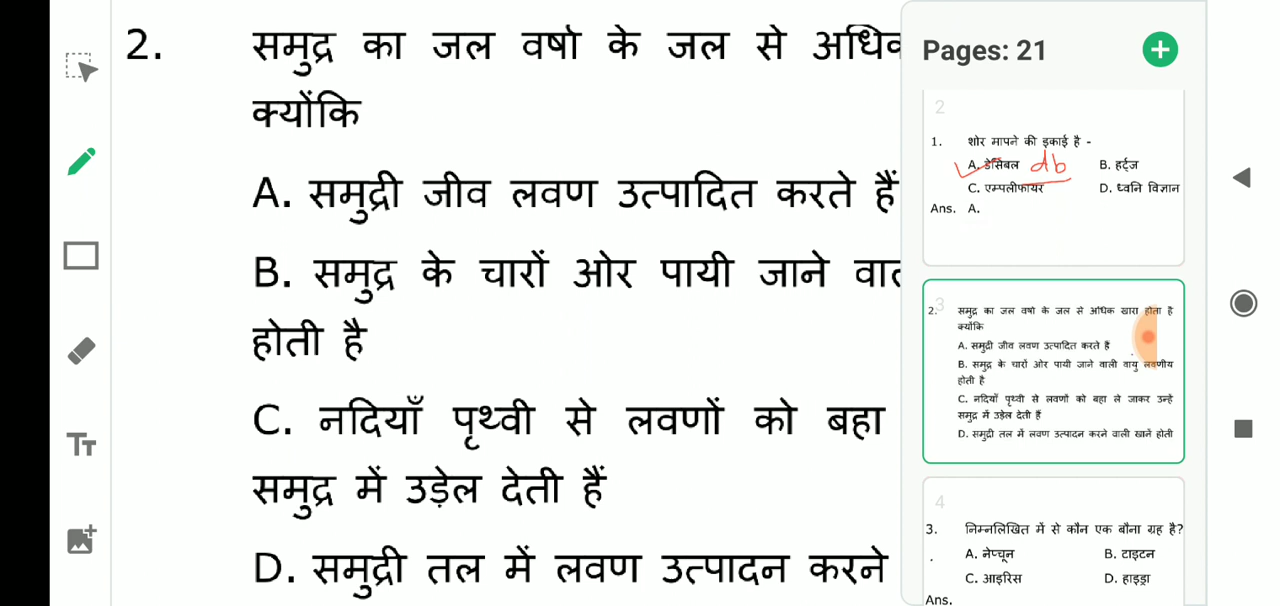 2. समुद्र का जल वर्षा के जल से
क्योंकि
A. समुद्री जीव लवण उत्पादित करते हैं
B. समुद्र के चारों ओर पायी जाने
होती है
C. नदियाँ पृथ्वी से लवणों को बहा
समुद्र में उड़ेल देती हैं
D. समुद्री तल में लवण उत्पादन करने
Tт
Pages: 21
2
1. शोर मापने की इकाई है -
A. डेसिबल db B. हर्ट्ज
C. एम्पलीफायर D. ध्वनि विज्ञान
Ans. A.
3
2. समुद्र का जल वर्षा के जल से अधिक खारा होता है
क्योंकि
A. समुद्री जीव लवण उत्पादित करते हैं
B. समुद्र के चारों ओर पायी जाने वाली वायु लवणीय
होती है
C. नदियाँ पृथ्वी से लवणों को बहा ले जाकर उन्हें
समुद्र में उड़ेल देती हैं
D. समुद्री तल में लवण उत्पादन करने वाली खानें होती
4
3. निम्नलिखित में से कौन एक बौना ग्रह है?
A. नेप्चून B. टाइटन
C. आइरिस D. हाइड्रा
Ans.